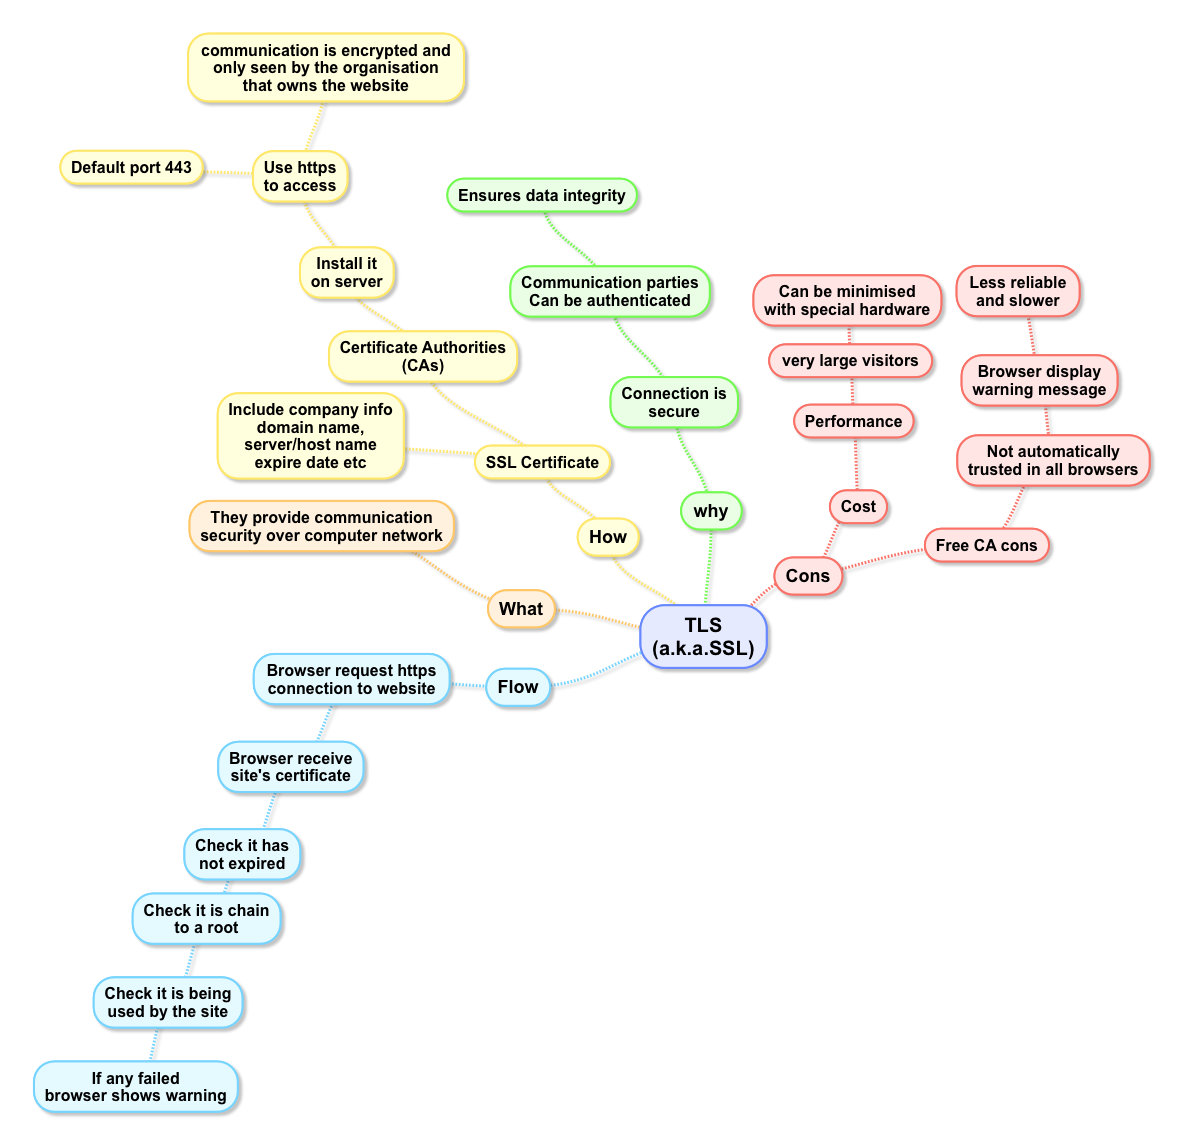 communication is encrypted and
only seen by the organisation
that owns the website
Default port 443
Use https
to access
Ensures data integrity
Install it
on server
Communication parties
Can be authenticated
Can be minimised
with special hardware
Less reliable
and slower
Certificate Authorities
(CAs)
very large visitors
Browser display
warning message
Include company info
domain name,
server/host name
expire date etc
Connection is
secure
Performance
SSL Certificate
Not automatically
trusted in all browsers
They provide communication
security over computer network
why
Cost
How
Free CA cons
Cons
What
TLS
(a.k.a.SSL)
Browser request https
connection to website
Flow
Browser receive
site's certificate
Check it has
not expired
Check it is chain
to a root
Check it is being
used by the site
If any failed
browser shows warning